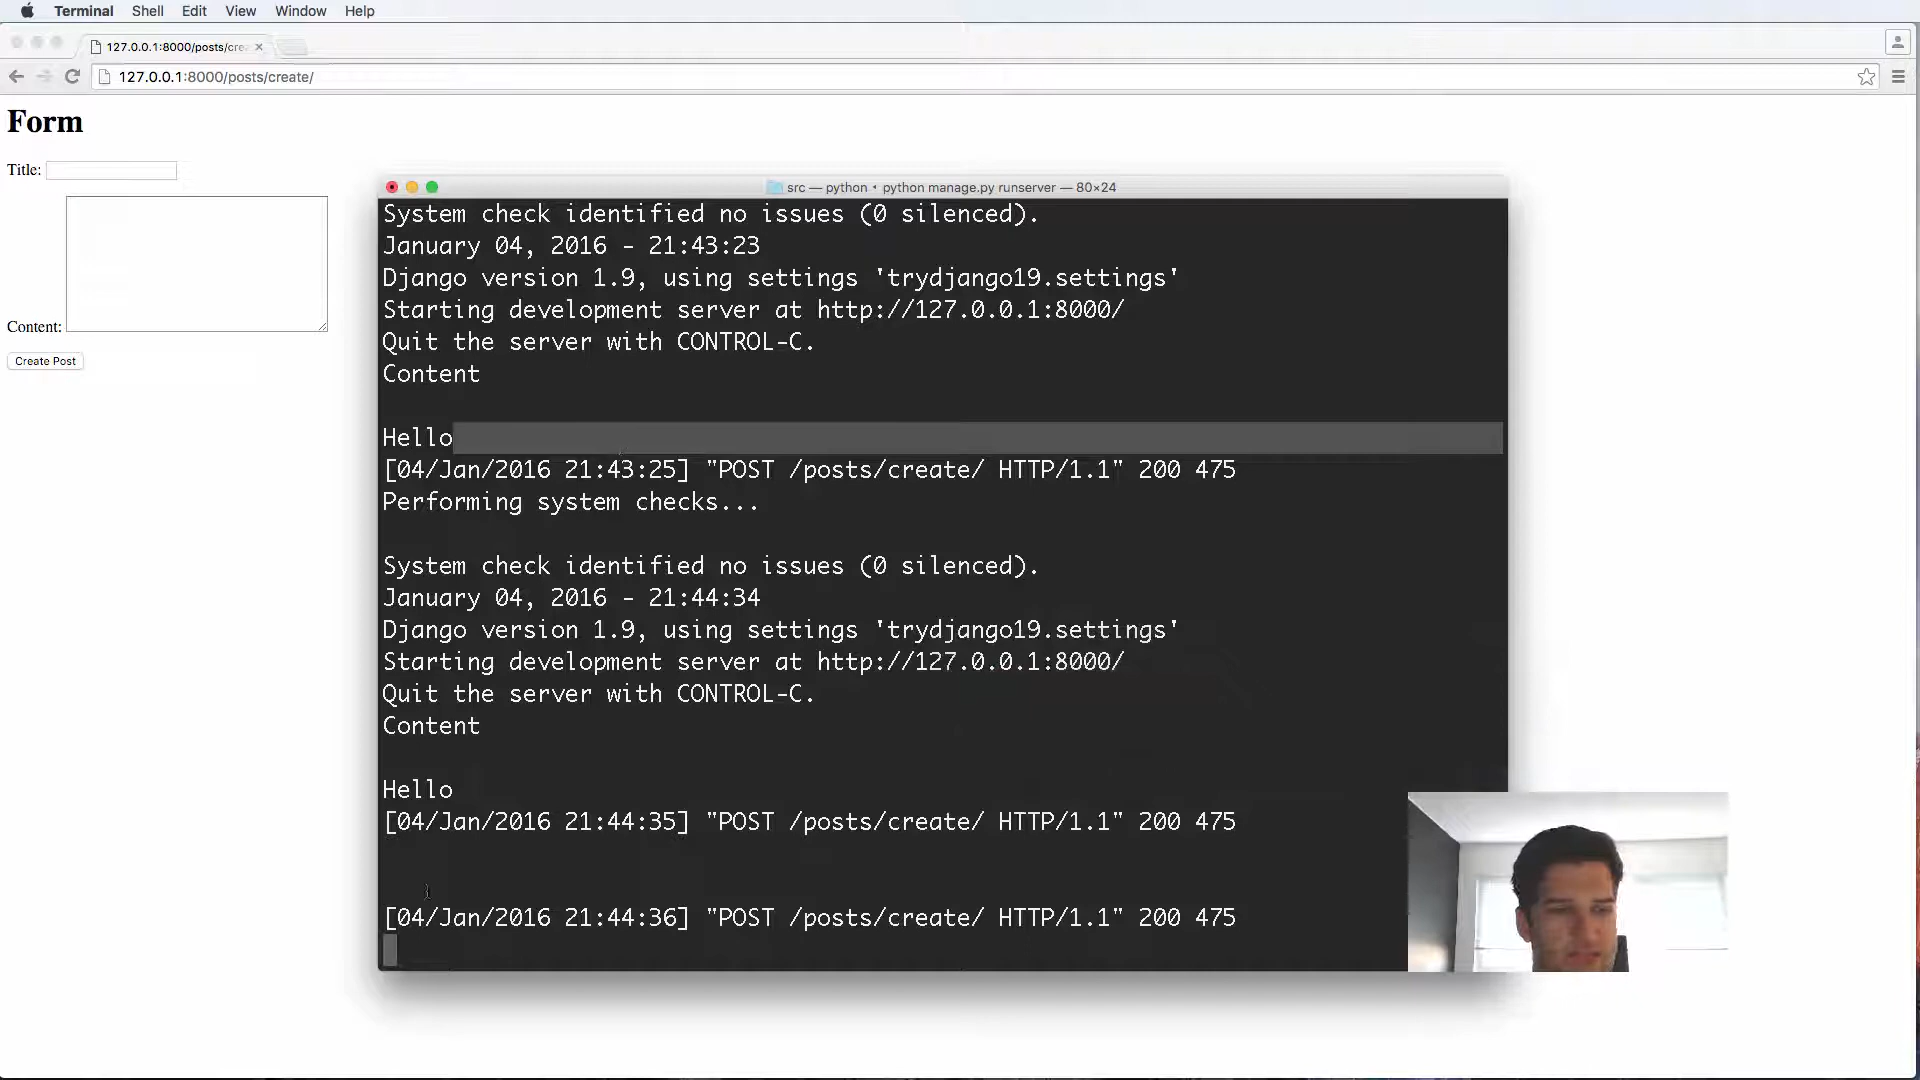 Terminal Shell Edit View Window Help
127.0.0.1:8000/posts/cre
127.0.0.1:8000/posts/create/
Form
Title:
Content:
Create Post
src — python • python manage.py runserver — 80×24
System check identified no issues (0 silenced).
January 04, 2016 - 21:43:23
Django version 1.9, using settings 'trydjango19.settings'
Starting development server at http://127.0.0.1:8000/
Quit the server with CONTROL-C.
Content
Hello
[04/Jan/2016 21:43:25] "POST /posts/create/ HTTP/1.1" 200 475
Performing system checks...
System check identified no issues (0 silenced).
January 04, 2016 - 21:44:34
Django version 1.9, using settings 'trydjango19.settings'
Starting development server at http://127.0.0.1:8000/
Quit the server with CONTROL-C.
Content
Hello
[04/Jan/2016 21:44:35] "POST /posts/create/ HTTP/1.1" 200 475
[04/Jan/2016 21:44:36] "POST /posts/create/ HTTP/1.1" 200 475